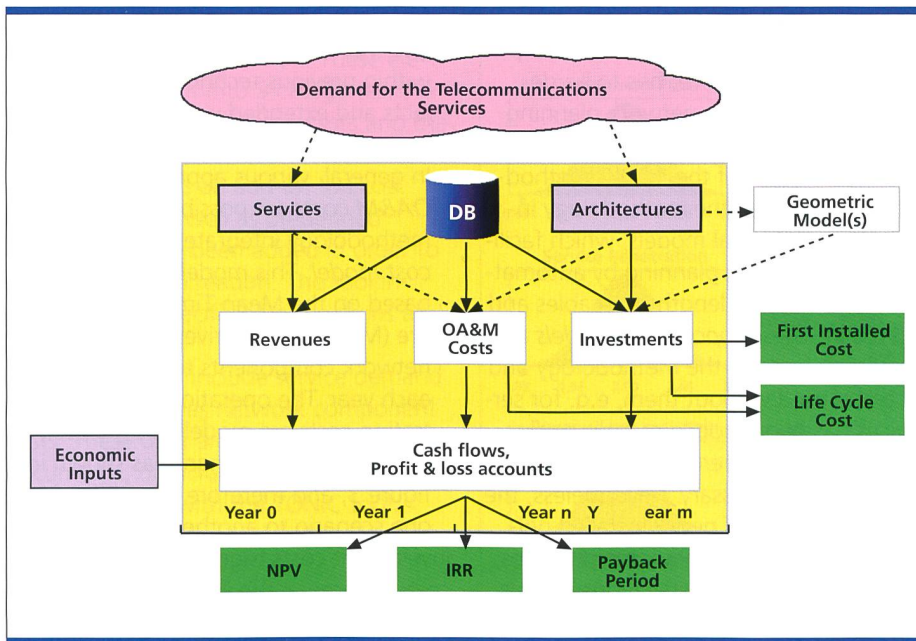 Demand for the Telecommunications
Services
Services
DB
Architectures
Geometric
Model(s)
Revenues
OA&M
Costs
Investments
First Installed
Cost
Life Cycle
Cost
Economic
Inputs
Cash flows,
Profit & loss accounts
Year 0 Year 1 Year n Y ear m
NPV
IRR
Payback
Period